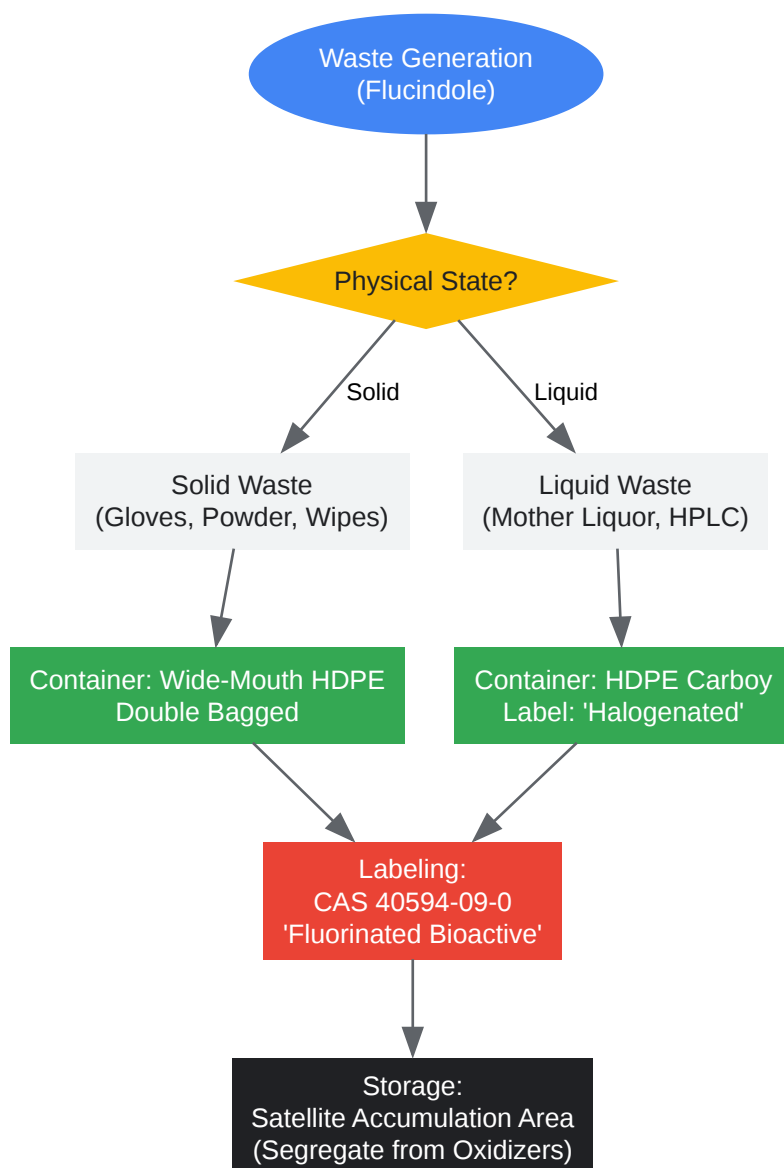 Waste Generation
(Flucindole)
Physical State?
Solid
Liquid
Solid Waste
(Gloves, Powder, Wipes)
Liquid Waste
(Mother Liquor, HPLC)
Container: Wide-Mouth HDPE
Double Bagged
Container: HDPE Carboy
Label: 'Halogenated'
Labeling:
CAS 40594-09-0
'Fluorinated Bioactive'
Storage:
Satellite Accumulation Area
(Segregate from Oxidizers)